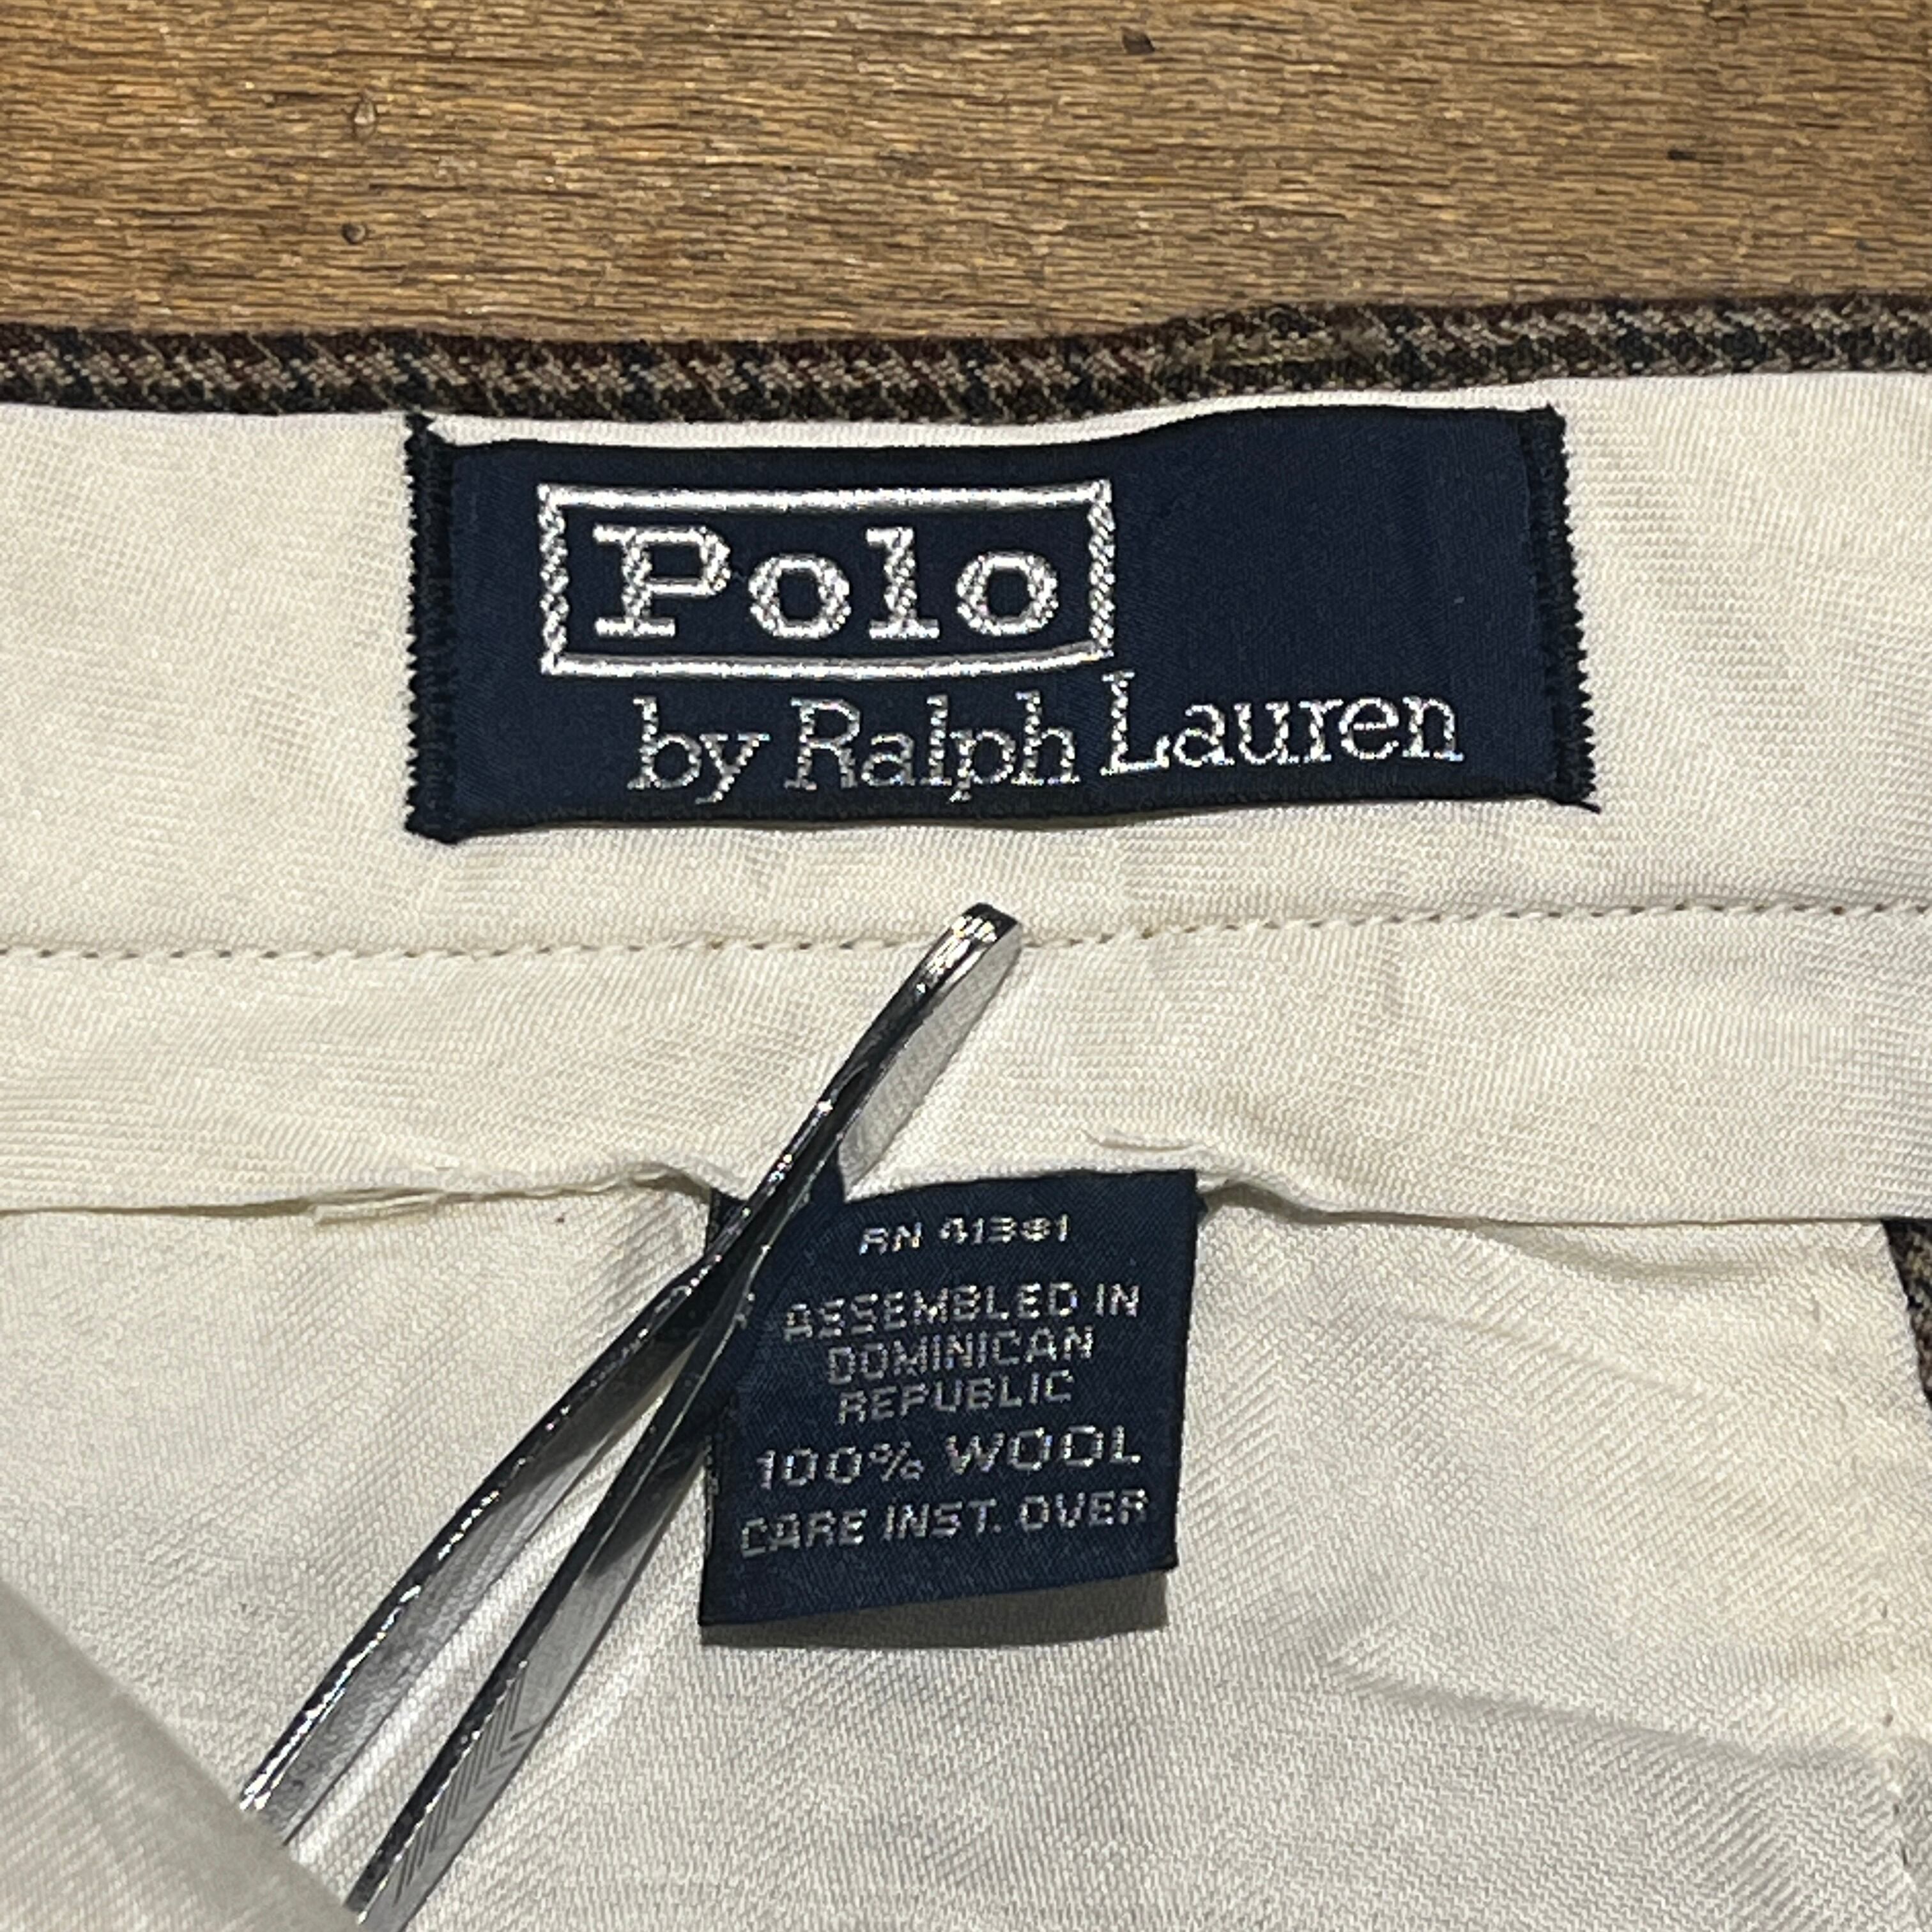 Polo
by Ralph Lauren
RN 41381
ASSEMBLED IN
DOMINICAN
REPUBLIC
100% WOOL
CARE INST. OVER